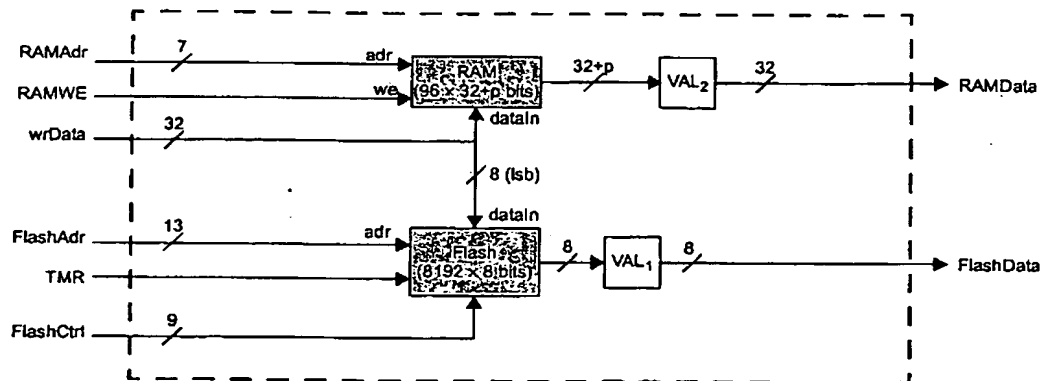 RAMAdr
7
adr
RAMWE
we
RAM
(96 x 32+p bits)
32+p
VAL2
32
RAMData
wrData
32
dataIn
8 (lsb)
dataIn
FlashAdr
13
adr
Flash
(8192 x 8 bits)
8
VAL1
8
FlashData
TMR
FlashCtrl
9